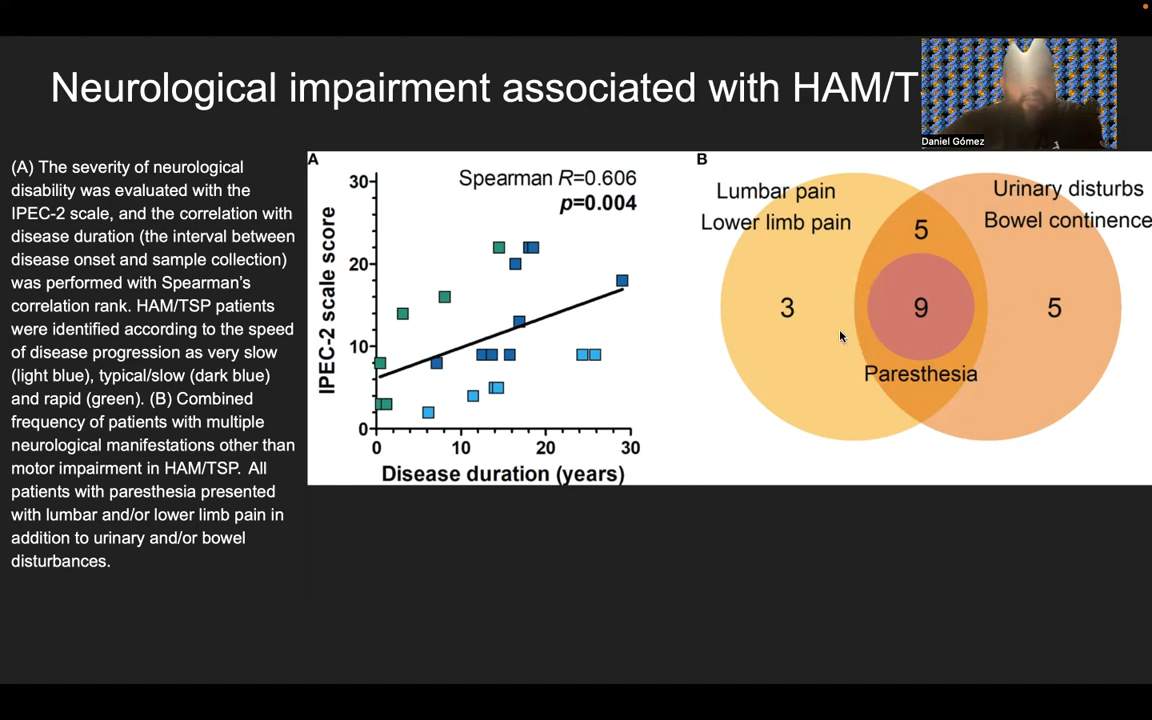 Neurological impairment associated with HAM/T
Daniel Gómez
(A) The severity of neurological
disability was evaluated with the
IPEC-2 scale, and the correlation with
disease duration (the interval between
disease onset and sample collection)
was performed with Spearman's
correlation rank. HAM/TSP patients
were identified according to the speed
of disease progression as very slow
(light blue), typical/slow (dark blue)
and rapid (green). (B) Combined
frequency of patients with multiple
neurological manifestations other than
motor impairment in HAM/TSP. All
patients with paresthesia presented
with lumbar and/or lower limb pain in
addition to urinary and/or bowel
disturbances.
A
Spearman R=0.606
p=0.004
IPEC-2 scale score
30
20
10
0
0 10 20 30
Disease duration (years)
B
Lumbar pain
Lower limb pain
Urinary disturbs
Bowel continence
5
3 9 5
Paresthesia